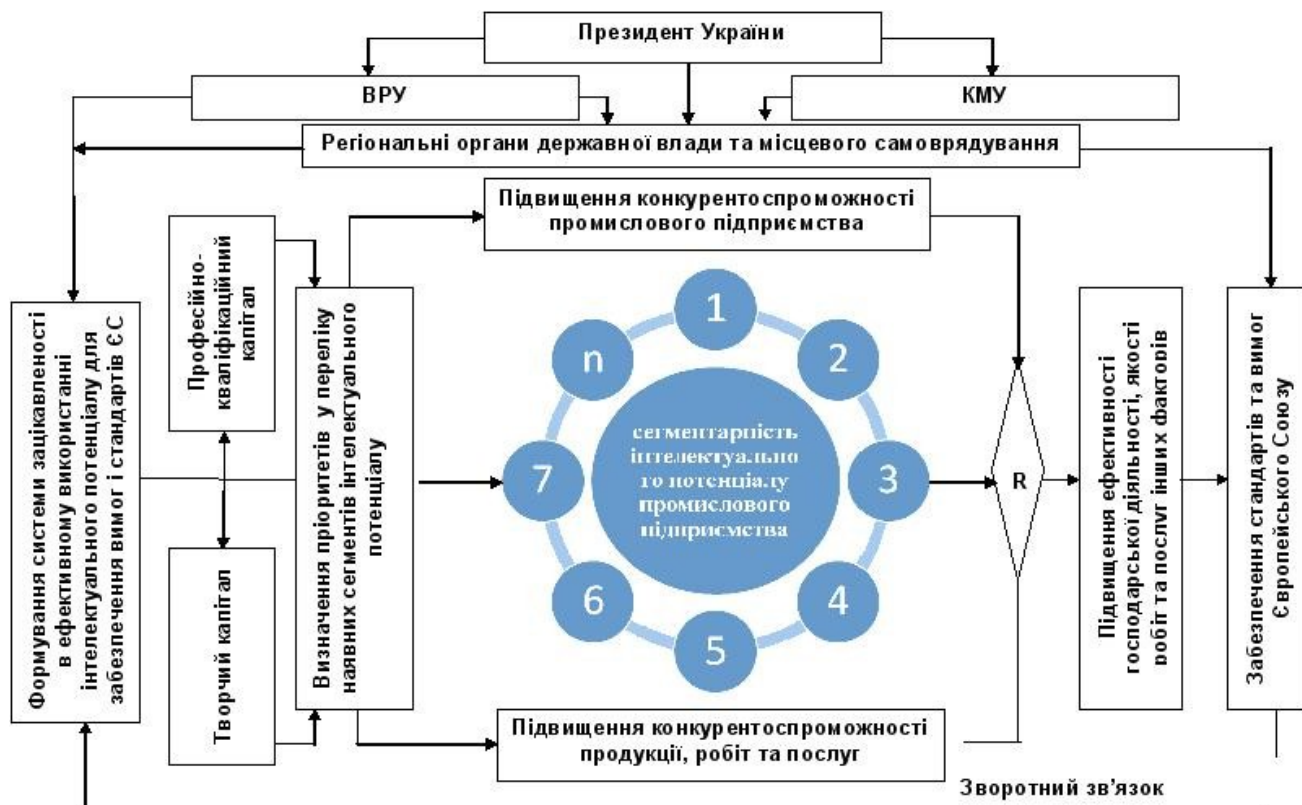 Президент України
ВРУ
КМУ
Регіональні органи державної влади та місцевого самоврядування
Підвищення конкурентоспроможності
промислового підприємства
Формування системи зацікавленості
в ефективному використанні
інтелектуального потенціалу для
забезпечення вимог і стандартів ЄС
Професійно-
кваліфікаційний
капітал
Творчий капітал
Визначення пріоритетів у переліку
наявних сегментів інтелектуального
потенціалу
1
2
3
4
5
6
7
n
сегментарність
інтелектуально
го потенціалу
промислового
підприємства
R
Підвищення ефективності
господарської діяльності, якості
робіт та послуг інших факторів
Забезпечення стандартів та вимог
Європейського Союзу
Підвищення конкурентоспроможності
продукції, робіт та послуг
Зворотний зв’язок